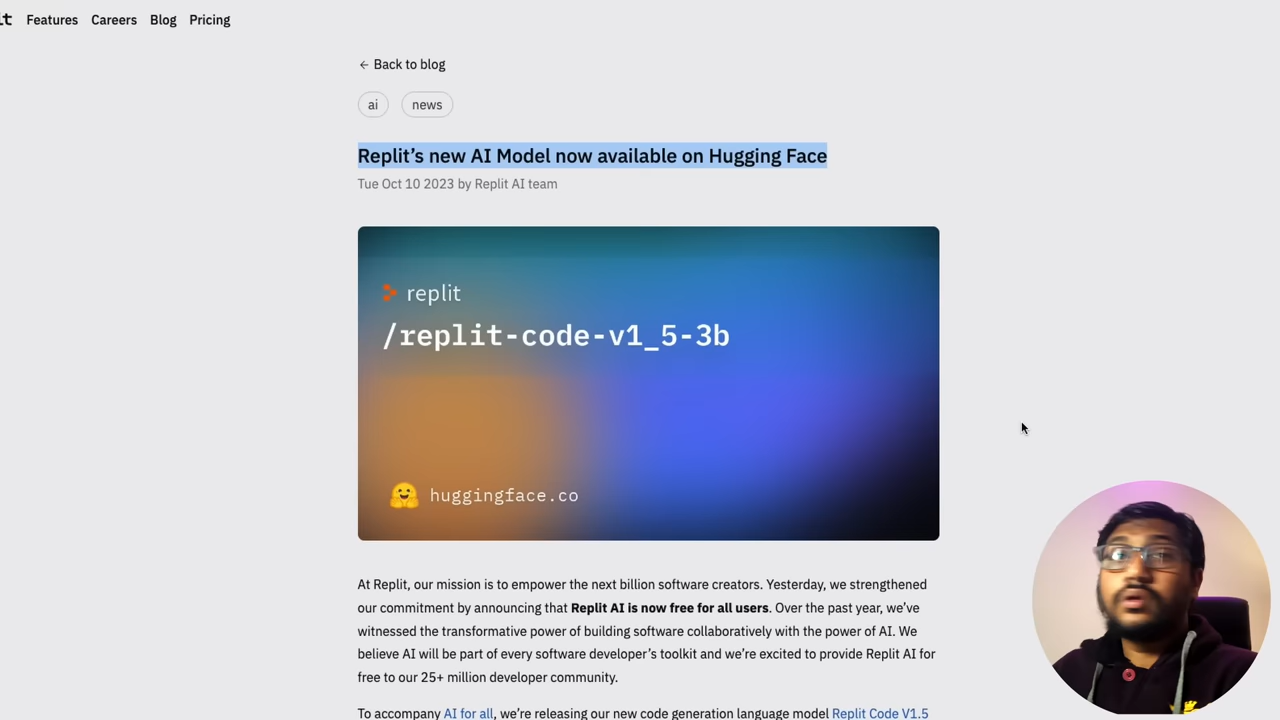 lt Features Careers Blog Pricing
← Back to blog
ai news
Replit’s new AI Model now available on Hugging Face
Tue Oct 10 2023 by Replit AI team
replit
/replit-code-v1_5-3b
huggingface.co
At Replit, our mission is to empower the next billion software creators. Yesterday, we strengthened
our commitment by announcing that Replit AI is now free for all users. Over the past year, we’ve
witnessed the transformative power of building software collaboratively with the power of AI. We
believe AI will be part of every software developer’s toolkit and we’re excited to provide Replit AI for
free to our 25+ million developer community.
To accompany AI for all, we’re releasing our new code generation language model Replit Code V1.5